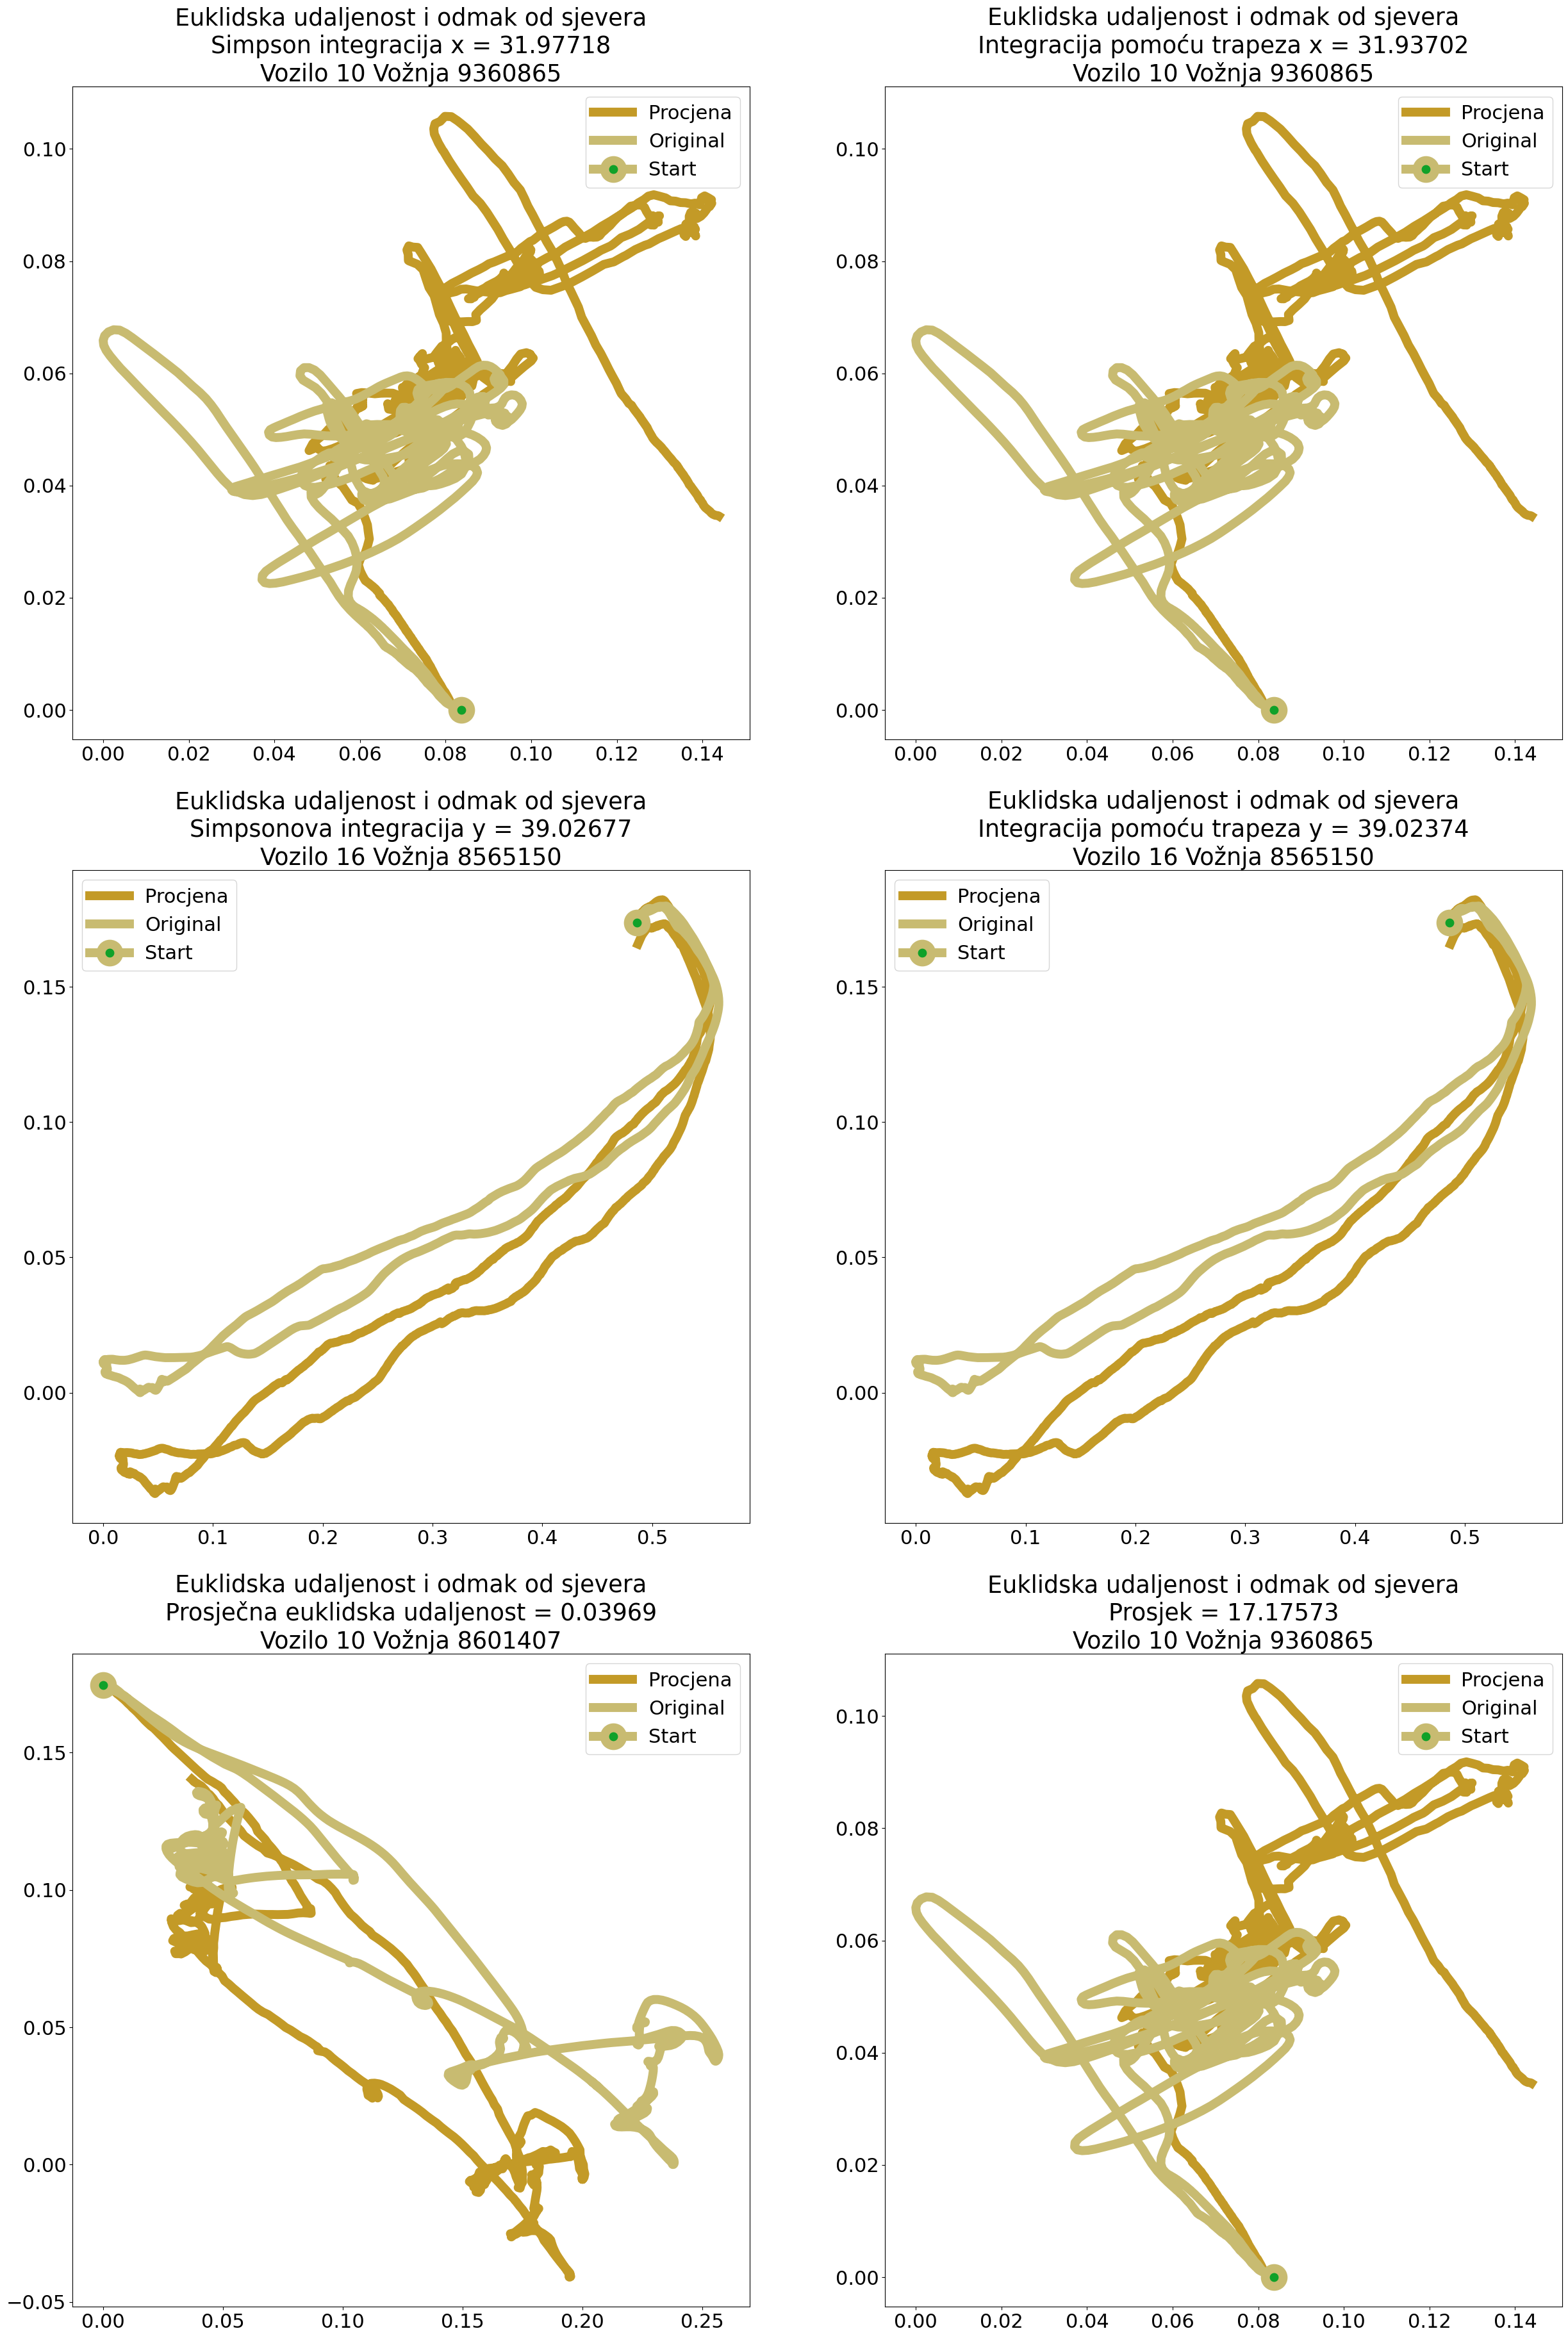 Euklidska udaljenost i odmak od sjevera
Simpson integracija x = 31.97718
Vozilo 10 Vožnja 9360865
Procjena
Original
Start
0.10
0.08
0.06
0.04
0.02
0.00
0.00 0.02 0.04 0.06 0.08 0.10 0.12 0.14
Euklidska udaljenost i odmak od sjevera
Integracija pomoću trapeza x = 31.93702
Vozilo 10 Vožnja 9360865
Procjena
Original
Start
0.10
0.08
0.06
0.04
0.02
0.00
0.00 0.02 0.04 0.06 0.08 0.10 0.12 0.14
Euklidska udaljenost i odmak od sjevera
Simpsonova integracija y = 39.02677
Vozilo 16 Vožnja 8565150
Procjena
Original
Start
0.15
0.10
0.05
0.00
0.0 0.1 0.2 0.3 0.4 0.5
Euklidska udaljenost i odmak od sjevera
Integracija pomoću trapeza y = 39.02374
Vozilo 16 Vožnja 8565150
Procjena
Original
Start
0.15
0.10
0.05
0.00
0.0 0.1 0.2 0.3 0.4 0.5
Euklidska udaljenost i odmak od sjevera
Prosječna euklidska udaljenost = 0.03969
Vozilo 10 Vožnja 8601407
Procjena
Original
Start
0.15
0.10
0.05
0.00
−0.05
0.00 0.05 0.10 0.15 0.20 0.25
Euklidska udaljenost i odmak od sjevera
Prosjek = 17.17573
Vozilo 10 Vožnja 9360865
Procjena
Original
Start
0.10
0.08
0.06
0.04
0.02
0.00
0.00 0.02 0.04 0.06 0.08 0.10 0.12 0.14